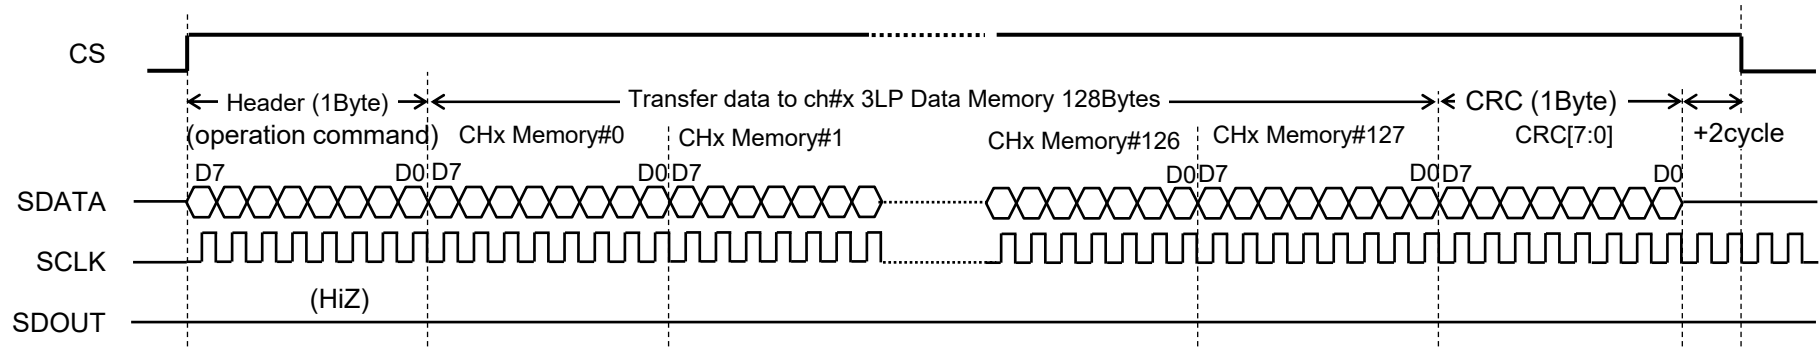 CS
Header (1Byte)
Transfer data to ch#x 3LP Data Memory 128Bytes
CRC (1Byte)
(operation command)
CHx Memory#0
CHx Memory#1
CHx Memory#126
CHx Memory#127
CRC[7:0]
+2cycle
D7 D0 D7 D0 D7 D0 D7 D0 D7 D0
SDATA
SCLK
(HiZ)
SDOUT